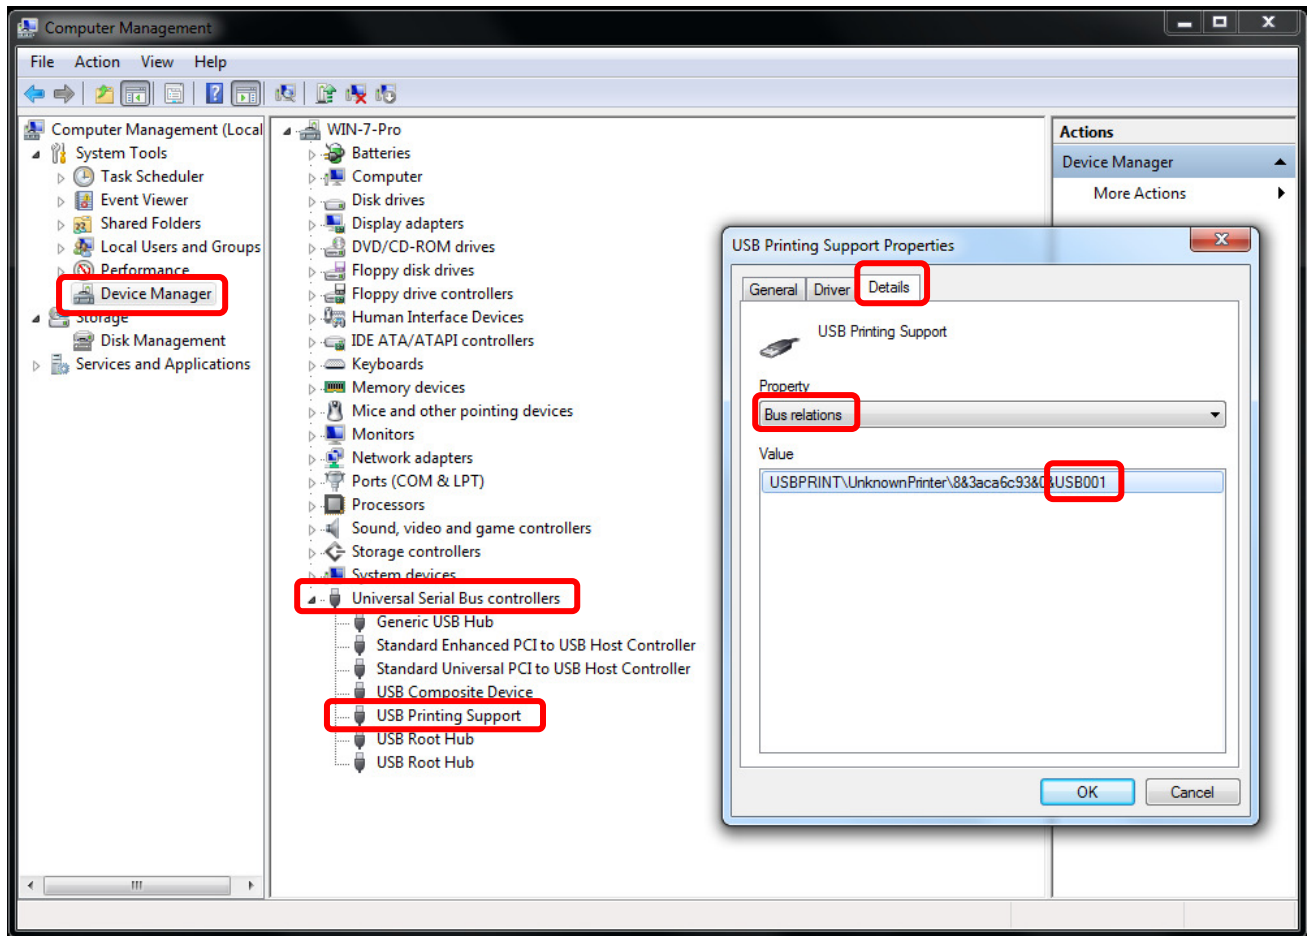 Computer Management
File Action View Help
Computer Management (Local
System Tools
Task Scheduler
Event Viewer
Shared Folders
Local Users and Groups
Performance
Device Manager
Storage
Disk Management
Services and Applications
WIN-7-Pro
Batteries
Computer
Disk drives
Display adapters
DVD/CD-ROM drives
Floppy disk drives
Floppy drive controllers
Human Interface Devices
IDE ATA/ATAPI controllers
Keyboards
Memory devices
Mice and other pointing devices
Monitors
Network adapters
Ports (COM & LPT)
Processors
Sound, video and game controllers
Storage controllers
System devices
Universal Serial Bus controllers
Generic USB Hub
Standard Enhanced PCI to USB Host Controller
Standard Universal PCI to USB Host Controller
USB Composite Device
USB Printing Support
USB Root Hub
USB Root Hub
Actions
Device Manager
More Actions
USB Printing Support Properties
General Driver Details
USB Printing Support
Property
Bus relations
Value
USBPRINT\UnknownPrinter\8&3aca6c93&0&USB001
OK Cancel